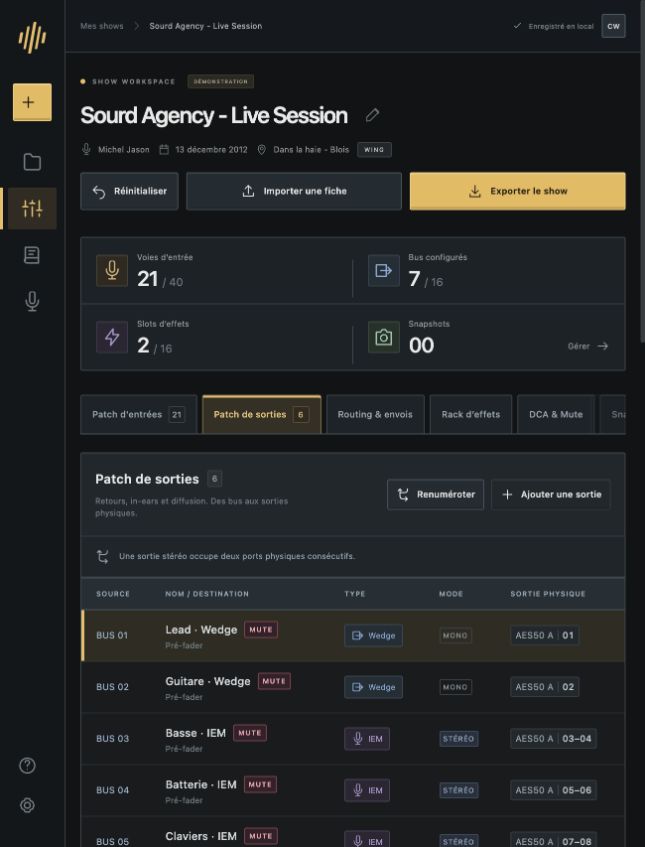 Mes shows > Sourd Agency - Live Session
Enregistré en local
CW
SHOW WORKSPACE DÉMONSTRATION
Sourd Agency - Live Session
Michel Jason 13 décembre 2012 Dans la haie - Blois WING
Réinitialiser Importer une fiche Exporter le show
Voies d'entrée
21 / 40
Bus configurés
7 / 16
Slots d'effets
2 / 16
Snapshots
00
Gérer →
Patch d'entrées 21 Patch de sorties 6 Routing & envois Rack d'effets DCA & Mute Sna
Patch de sorties 6
Retours, in-ears et diffusion. Des bus aux sorties
physiques.
Renuméroter + Ajouter une sortie
Une sortie stéréo occupe deux ports physiques consécutifs.
SOURCE NOM / DESTINATION TYPE MODE SORTIE PHYSIQUE
BUS 01 Lead · Wedge MUTE Wedge MONO AES50 A 01
Pré-fader
BUS 02 Guitare · Wedge MUTE Wedge MONO AES50 A 02
Pré-fader
BUS 03 Basse · IEM MUTE IEM STÉRÉO AES50 A 03–04
Pré-fader
BUS 04 Batterie · IEM MUTE IEM STÉRÉO AES50 A 05–06
Pré-fader
BUS 05 Claviers · IEM MUTE IEM STÉRÉO AES50 A 07–08